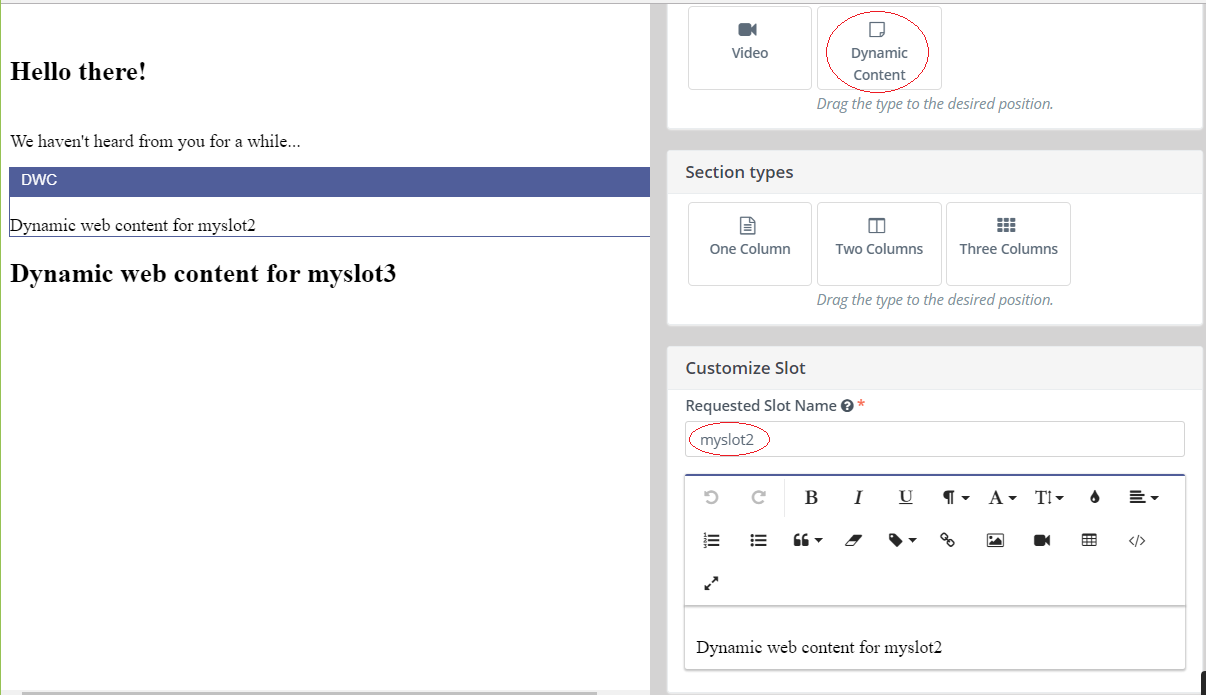 Hello there!
We haven't heard from you for a while...
DWC
Dynamic web content for myslot2
Dynamic web content for myslot3
Video
Dynamic
Content
Drag the type to the desired position.
Section types
One Column
Two Columns
Three Columns
Drag the type to the desired position.
Customize Slot
Requested Slot Name *
myslot2
Dynamic web content for myslot2